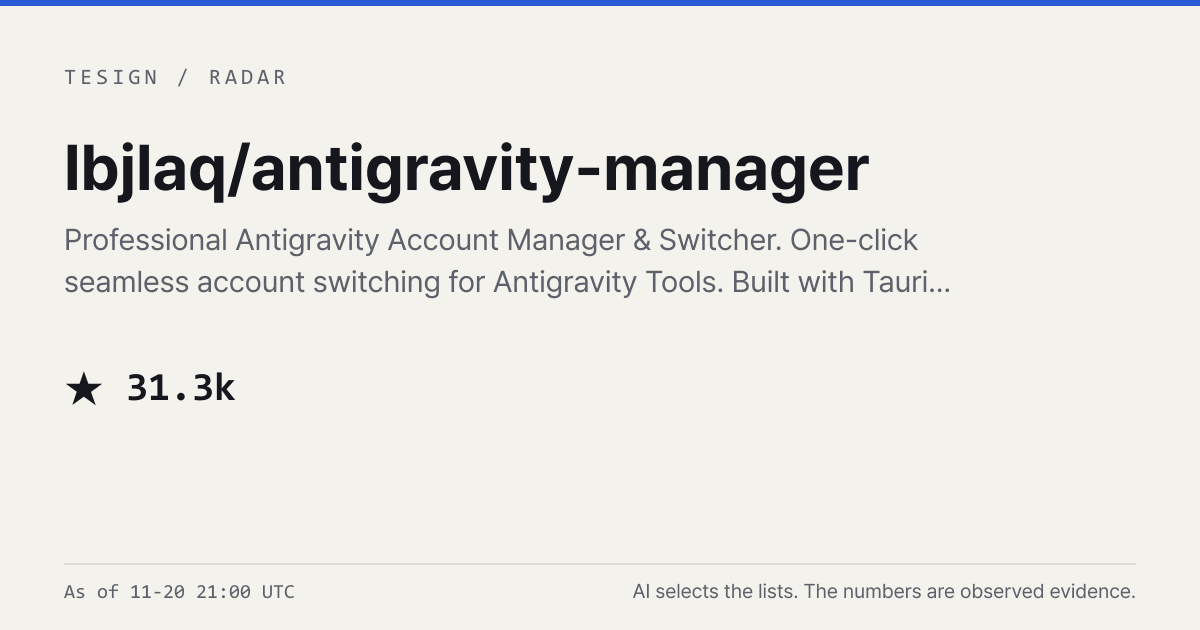 TESIGN / RADAR
lbjlaq/antigravity-manager
Professional Antigravity Account Manager & Switcher. One-click
seamless account switching for Antigravity Tools. Built with Tauri...
★ 31.3k
As of 11-20 21:00 UTC
AI selects the lists. The numbers are observed evidence.